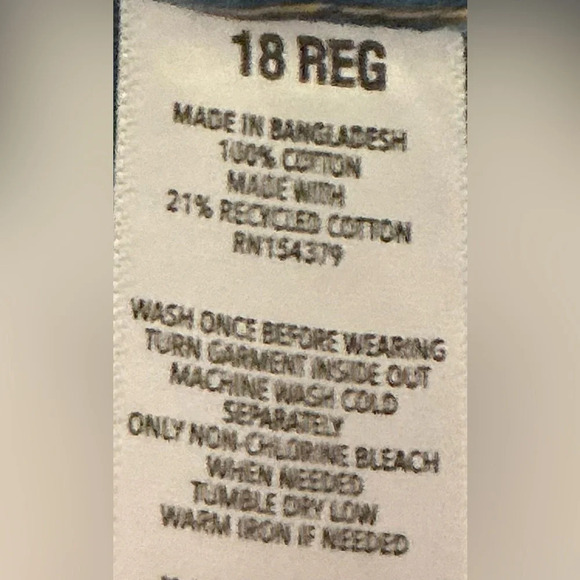 18 REG
MADE IN BANGLADESH
100% COTTON
MADE WITH
21% RECYCLED COTTON
RN154379
WASH ONCE BEFORE WEARING
TURN GARMENT INSIDE OUT
MACHINE WASH COLD
SEPARATELY
ONLY NON-CHLORINE BLEACH
WHEN NEEDED
TUMBLE DRY LOW
WARM IRON IF NEEDED